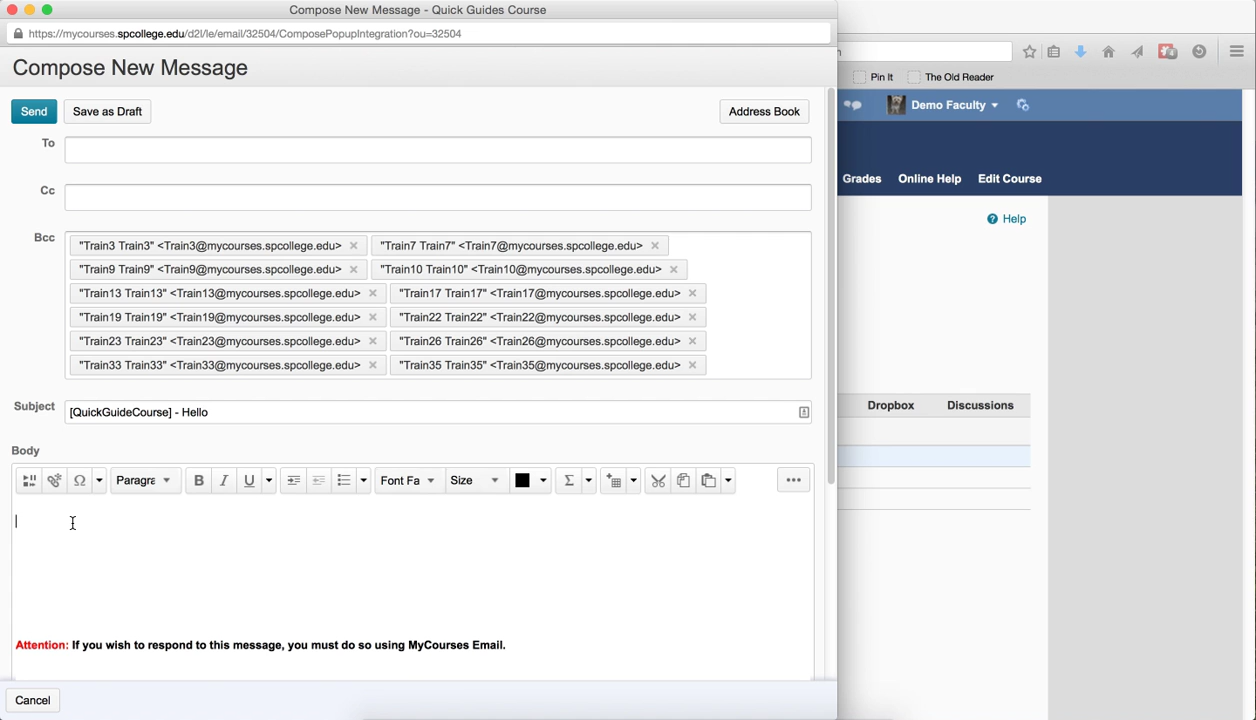 Compose New Message - Quick Guides Course
https://mycourses.spcollege.edu/d2l/le/email/32504/ComposePopupIntegration?ou=32504
Compose New Message
Pin It The Old Reader
Demo Faculty
Send Save as Draft Address Book
To
Grades Online Help Edit Course
Cc
Help
Bcc
"Train3 Train3" <Train3@mycourses.spcollege.edu> "Train7 Train7" <Train7@mycourses.spcollege.edu>
"Train9 Train9" <Train9@mycourses.spcollege.edu> "Train10 Train10" <Train10@mycourses.spcollege.edu>
"Train13 Train13" <Train13@mycourses.spcollege.edu> "Train17 Train17" <Train17@mycourses.spcollege.edu>
"Train19 Train19" <Train19@mycourses.spcollege.edu> "Train22 Train22" <Train22@mycourses.spcollege.edu>
"Train23 Train23" <Train23@mycourses.spcollege.edu> "Train26 Train26" <Train26@mycourses.spcollege.edu>
"Train33 Train33" <Train33@mycourses.spcollege.edu> "Train35 Train35" <Train35@mycourses.spcollege.edu>
Dropbox Discussions
Subject [QuickGuideCourse] - Hello
Body
Paragra B I U Font Fa Size
Attention: If you wish to respond to this message, you must do so using MyCourses Email.
Cancel